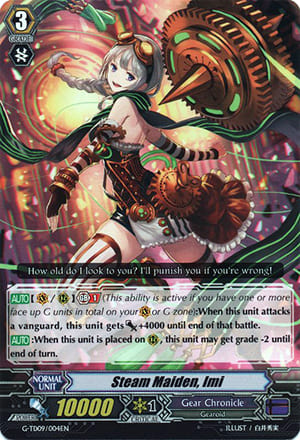 3
How old do I look to you? I'll punish you if you're wrong!
AUTO [ / ] GB 1 (This ability is active if you have one or more
face up G units in total on your or G zone):When this unit attacks
a vanguard, this unit gets +4000 until end of that battle.
AUTO :When this unit is placed on , this unit may get grade -2 until
end of turn.
NORMAL
UNIT
Steam Maiden, Imi
10000
1
CRITICAL
Gear Chronicle
Gearoid
G-TD09/004EN
ILLUST / 白井秀実